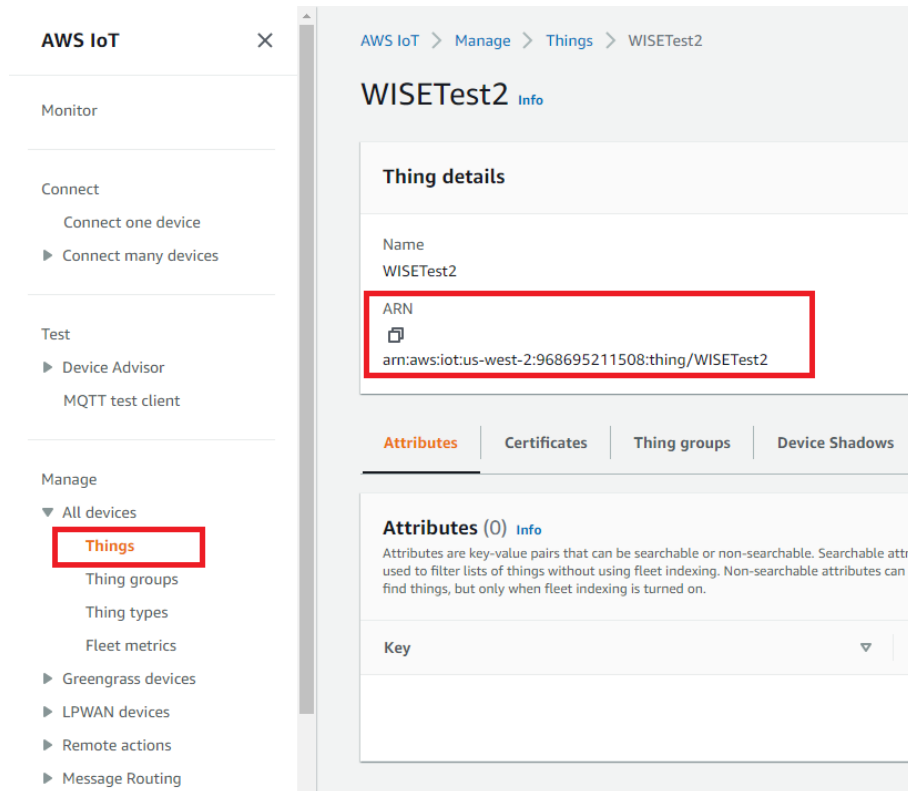 AWS IoT
Monitor
Connect
Connect one device
Connect many devices
Test
Device Advisor
MQTT test client
Manage
All devices
Things
Thing groups
Thing types
Fleet metrics
Greengrass devices
LPWAN devices
Remote actions
Message Routing
AWS IoT > Manage > Things > WISETest2
WISETest2 Info
Thing details
Name
WISETest2
ARN
arn:aws:iot:us-west-2:968695211508:thing/WISETest2
Attributes Certificates Thing groups Device Shadows
Attributes (0) Info
Attributes are key-value pairs that can be searchable or non-searchable. Searchable attr
used to filter lists of things without using fleet indexing. Non-searchable attributes can
find things, but only when fleet indexing is turned on.
Key